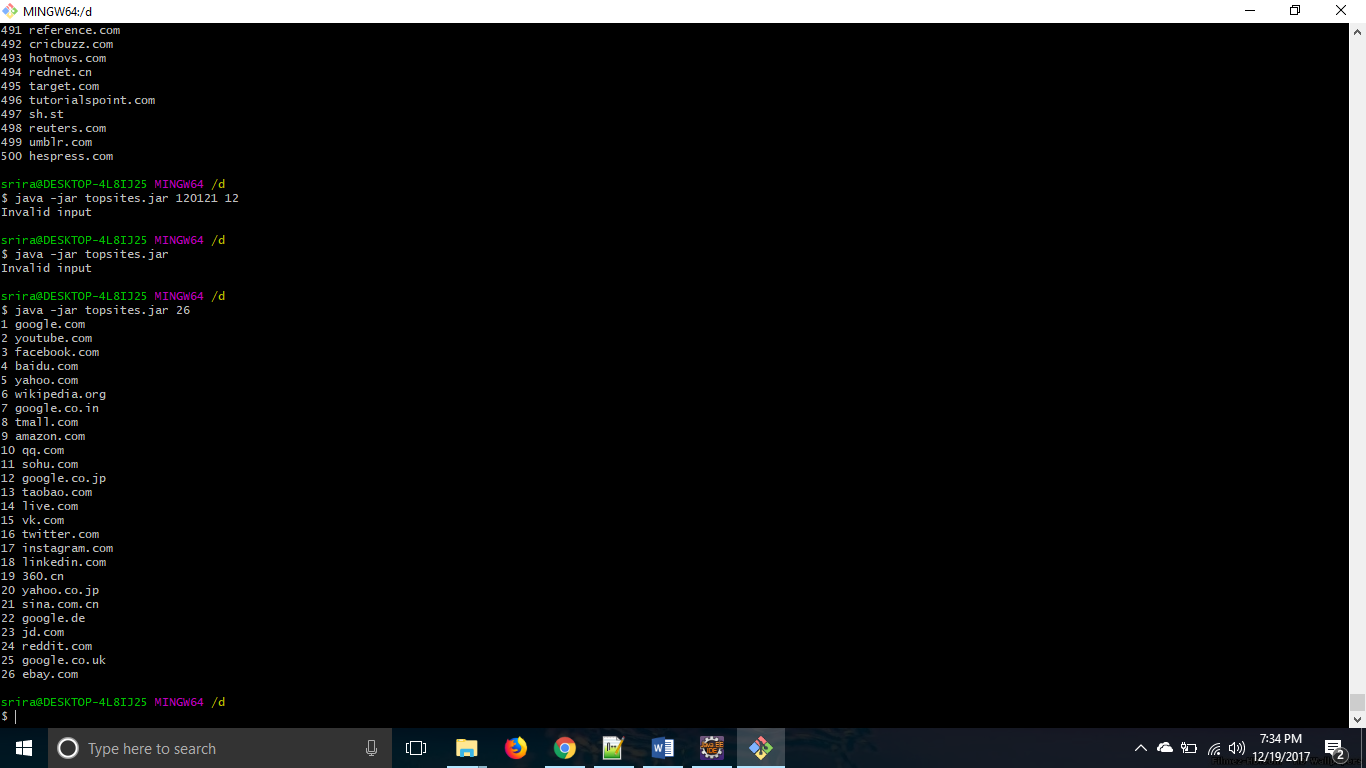 MINGW64:/d
491 reference.com
492 cricbuzz.com
493 hotmovs.com
494 rednet.cn
495 target.com
496 tutorialspoint.com
497 sh.st
498 reuters.com
499 umblr.com
500 hespress.com
srira@DESKTOP-4L8IJ25 MINGW64 /d
$ java -jar topsites.jar 120121 12
Invalid input
srira@DESKTOP-4L8IJ25 MINGW64 /d
$ java -jar topsites.jar
Invalid input
srira@DESKTOP-4L8IJ25 MINGW64 /d
$ java -jar topsites.jar 26
1 google.com
2 youtube.com
3 facebook.com
4 baidu.com
5 yahoo.com
6 wikipedia.org
7 google.co.in
8 tmall.com
9 amazon.com
10 qq.com
11 sohu.com
12 google.co.jp
13 taobao.com
14 live.com
15 vk.com
16 twitter.com
17 instagram.com
18 linkedin.com
19 360.cn
20 yahoo.co.jp
21 sina.com.cn
22 google.de
23 jd.com
24 reddit.com
25 google.co.uk
26 ebay.com
srira@DESKTOP-4L8IJ25 MINGW64 /d
$
Type here to search
7:34 PM
12/19/2017
2